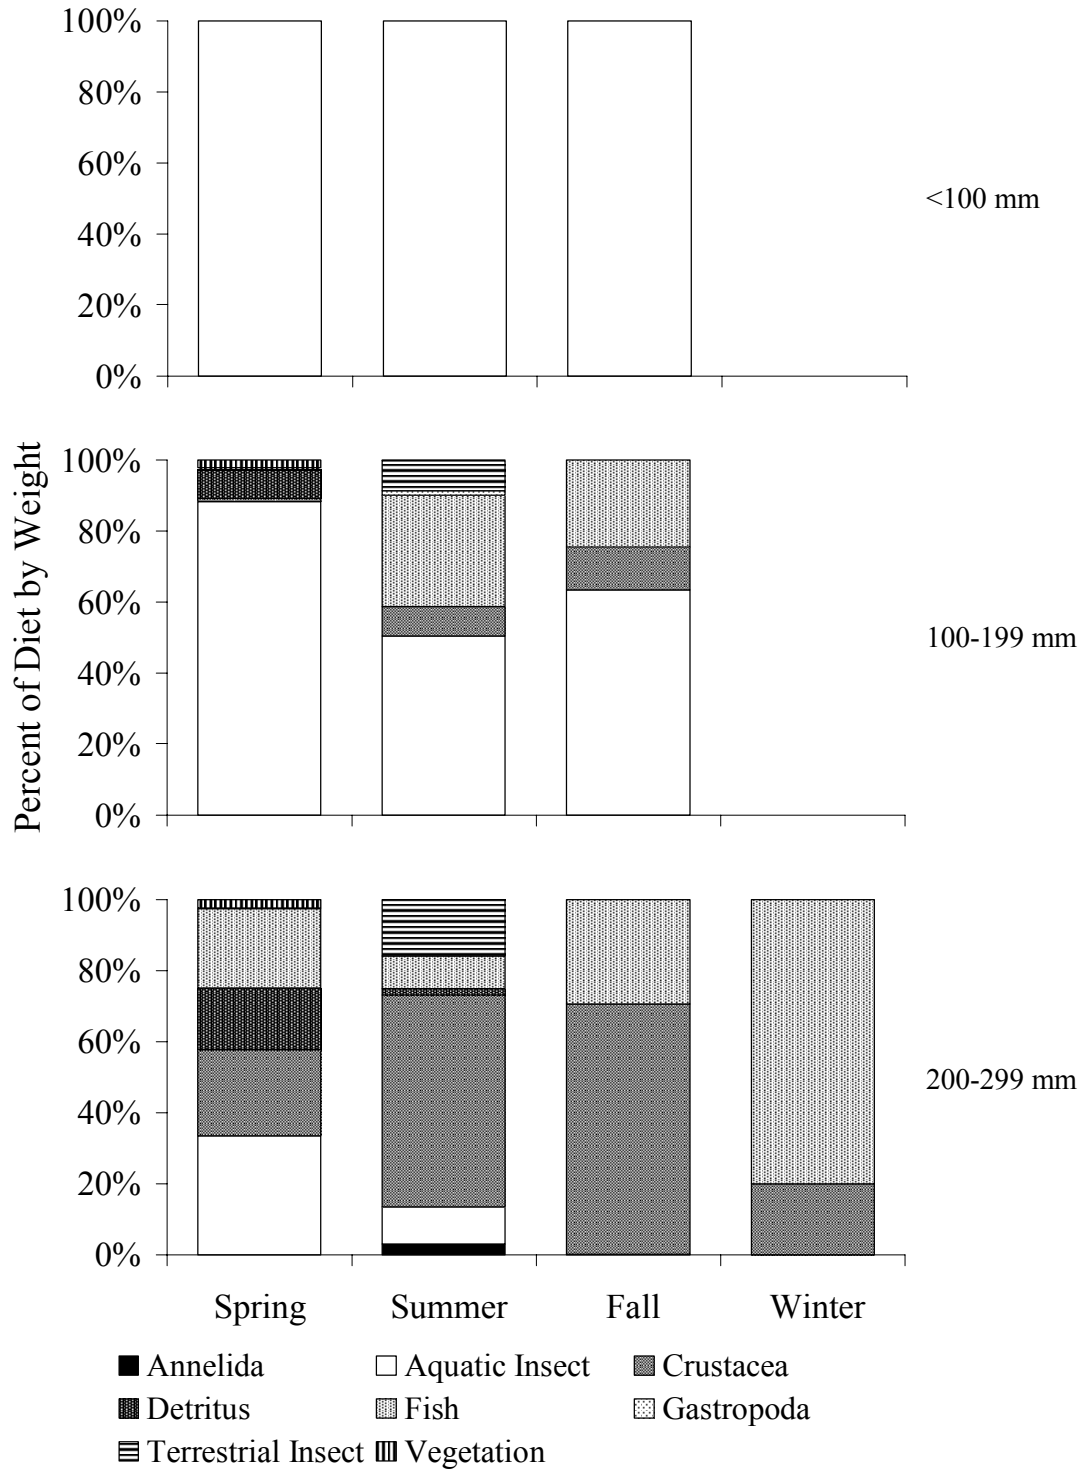 100%
80%
60%
40%
20%
0%
<100 mm
Percent of Diet by Weight
100%
80%
60%
40%
20%
0%
100-199 mm
100%
80%
60%
40%
20%
0%
200-299 mm
Spring Summer Fall Winter
Annelida Aquatic Insect Crustacea
Detritus Fish Gastropoda
Terrestrial Insect Vegetation